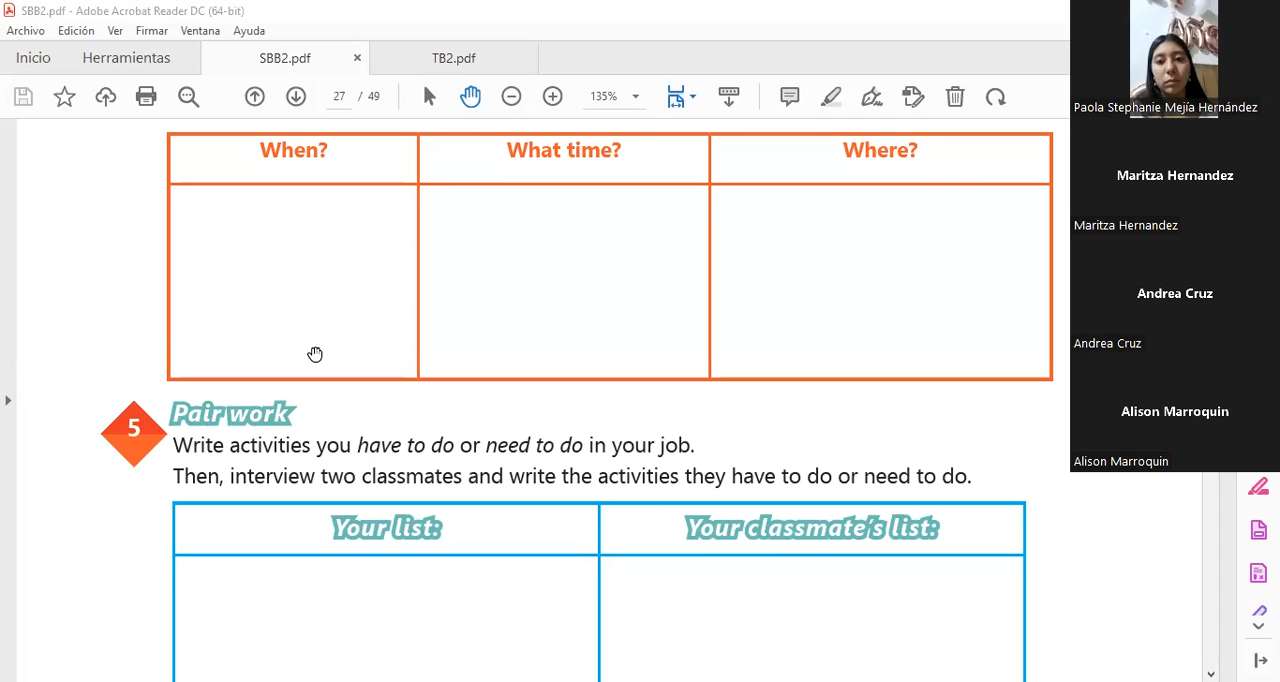 SBB2.pdf - Adobe Acrobat Reader DC (64-bit)
Archivo Edición Ver Firmar Ventana Ayuda
Inicio Herramientas SBB2.pdf × TB2.pdf
27 / 49 135%
When? What time? Where?
5
Pair work
Write activities you have to do or need to do in your job.
Then, interview two classmates and write the activities they have to do or need to do.
Your list: Your classmate's list:
Paola Stephanie Mejía Hernández
Maritza Hernandez
Maritza Hernandez
Andrea Cruz
Andrea Cruz
Alison Marroquin
Alison Marroquin